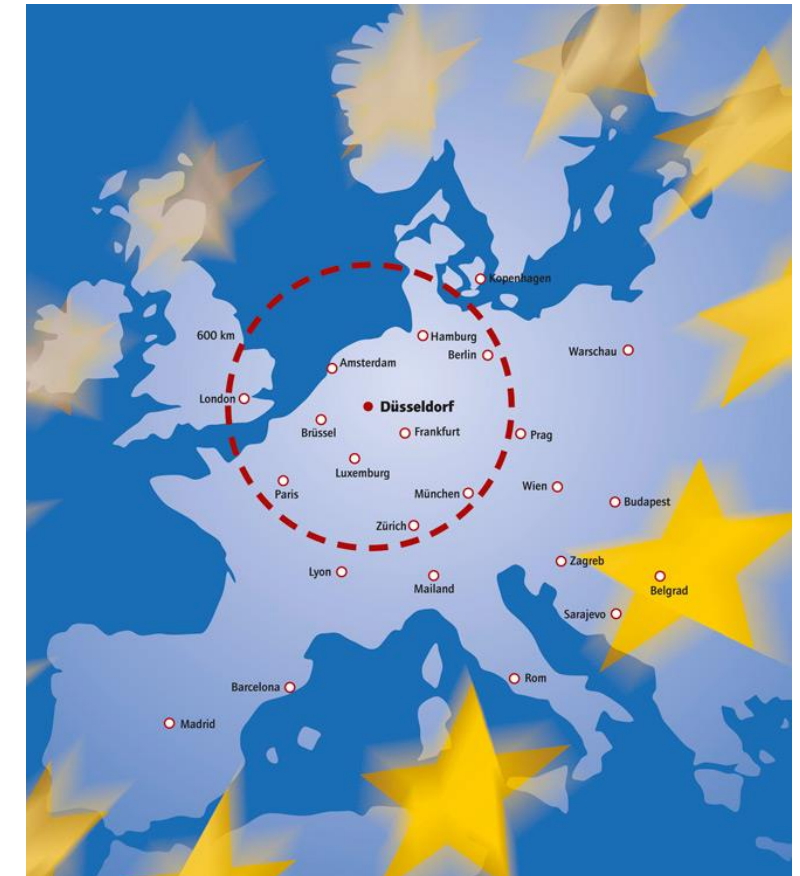 Kopenhagen
600 km
Hamburg
Berlin
Warschau
Amsterdam
London
Düsseldorf
Brüssel
Frankfurt
Prag
Luxemburg
Paris
München
Wien
Budapest
Zürich
Lyon
Mailand
Zagreb
Belgrad
Sarajevo
Barcelona
Rom
Madrid